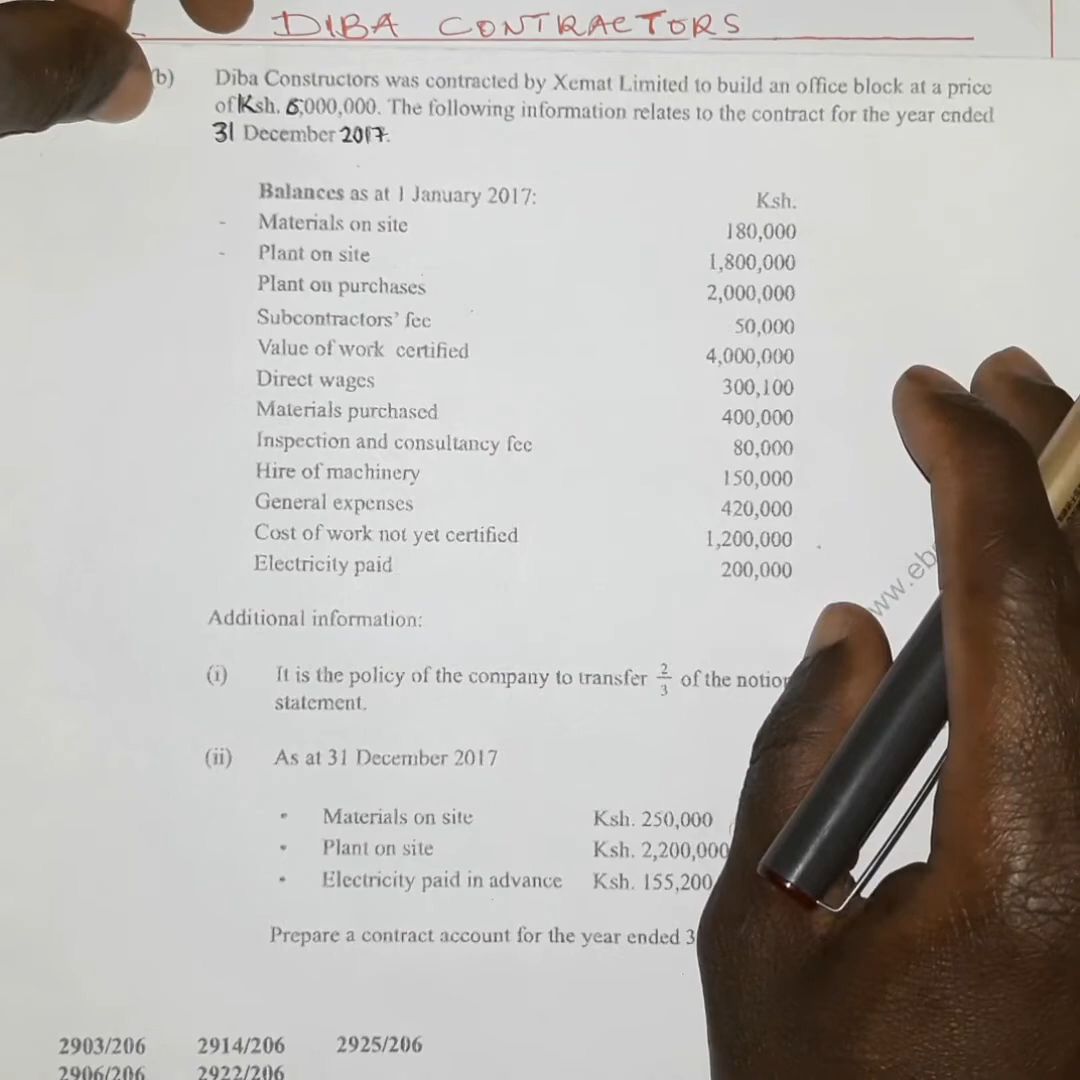 DIBA CONTRACTORS
b) Diba Constructors was contracted by Xemat Limited to build an office block at a price
of Ksh. 6,000,000. The following information relates to the contract for the year ended
31 December 2017.
Balances as at 1 January 2017: Ksh.
- Materials on site 180,000
- Plant on site 1,800,000
Plant on purchases 2,000,000
Subcontractors' fee 50,000
Value of work certified 4,000,000
Direct wages 300,100
Materials purchased 400,000
Inspection and consultancy fee 80,000
Hire of machinery 150,000
General expenses 420,000
Cost of work not yet certified 1,200,000
Electricity paid 200,000
Additional information:
(i) It is the policy of the company to transfer 2/3 of the
statement.
(ii) As at 31 December 2017
• Materials on site Ksh. 250,000
• Plant on site Ksh. 2,200,000
• Electricity paid in advance Ksh. 155,200
Prepare a contract account for the year ended
2903/206 2914/206 2925/206
2906/206 2922/206